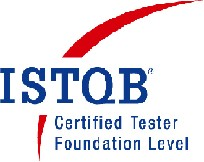 ISTQB®
Certified Tester
Foundation Level